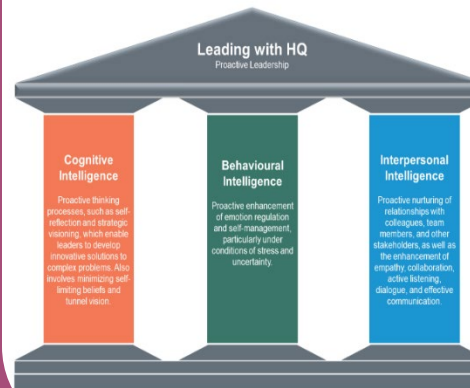 Leading with HQ
Proactive Leadership
Cognitive
Intelligence
Proactive thinking
processes, such as self-
reflection and strategic
visioning, which enable
leaders to develop
innovative solutions to
complex problems. Also
involves minimizing self-
limiting beliefs and
tunnel vision.
Behavioural
Intelligence
Proactive enhancement
of emotion regulation
and self-management,
particularly under
conditions of stress and
uncertainty.
Interpersonal
Intelligence
Proactive nurturing of
relationships with
colleagues, team
members, and other
stakeholders, as well as
the enhancement of
empathy, collaboration,
active listening,
dialogue, and effective
communication.